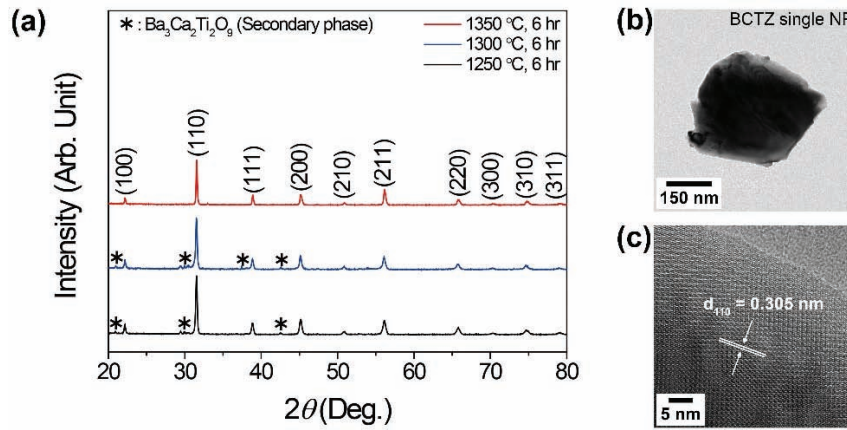 (a)
* : Ba₃Ca₂Ti₂O₉ (Secondary phase)
1350 °C, 6 hr
1300 °C, 6 hr
1250 °C, 6 hr
Intensity (Arb. Unit)
(100)
(110)
(111)
(200)
(210)
(211)
(220)
(300)
(310)
(311)
* * * *
* * *
20 30 40 50 60 70 80
2θ (Deg.)
(b)
BCTZ single NP
150 nm
(c)
d₁₁₀ = 0.305 nm
5 nm